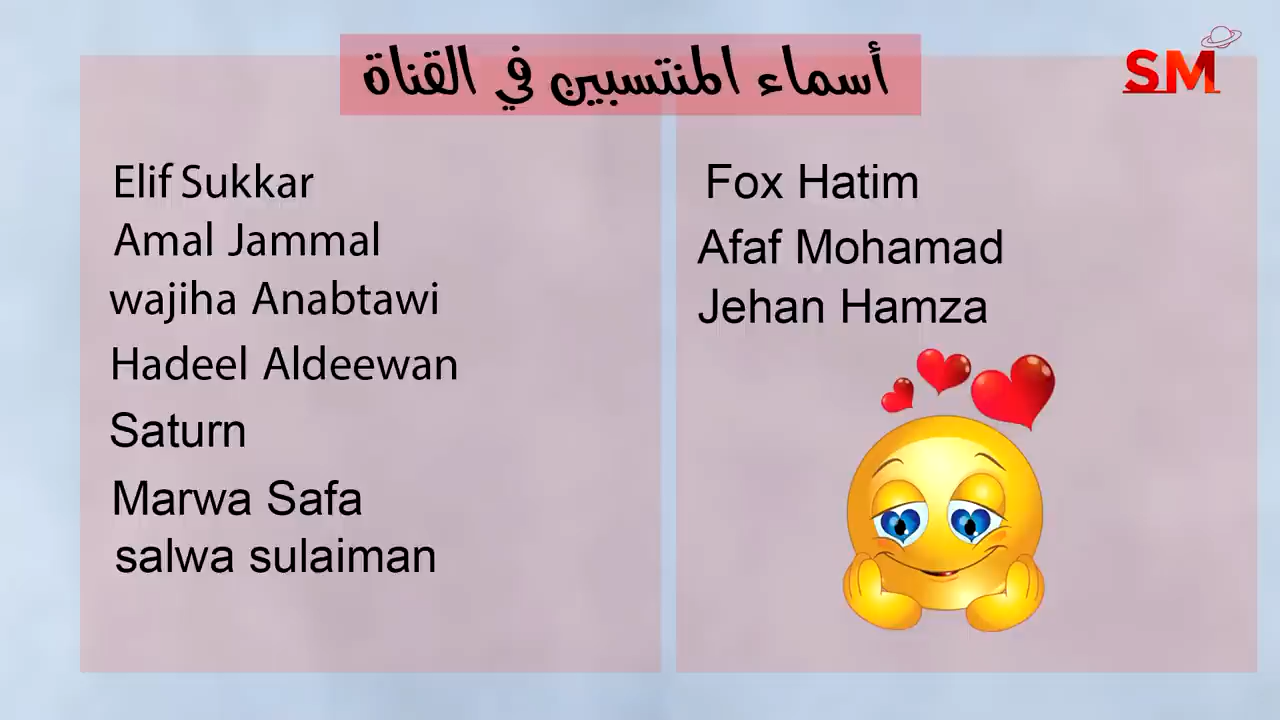 أسماء المنتسبين في القناة
SM
Elif Sukkar
Amal Jammal
wajiha Anabtawi
Hadeel Aldeewan
Saturn
Marwa Safa
salwa sulaiman
Fox Hatim
Afaf Mohamad
Jehan Hamza